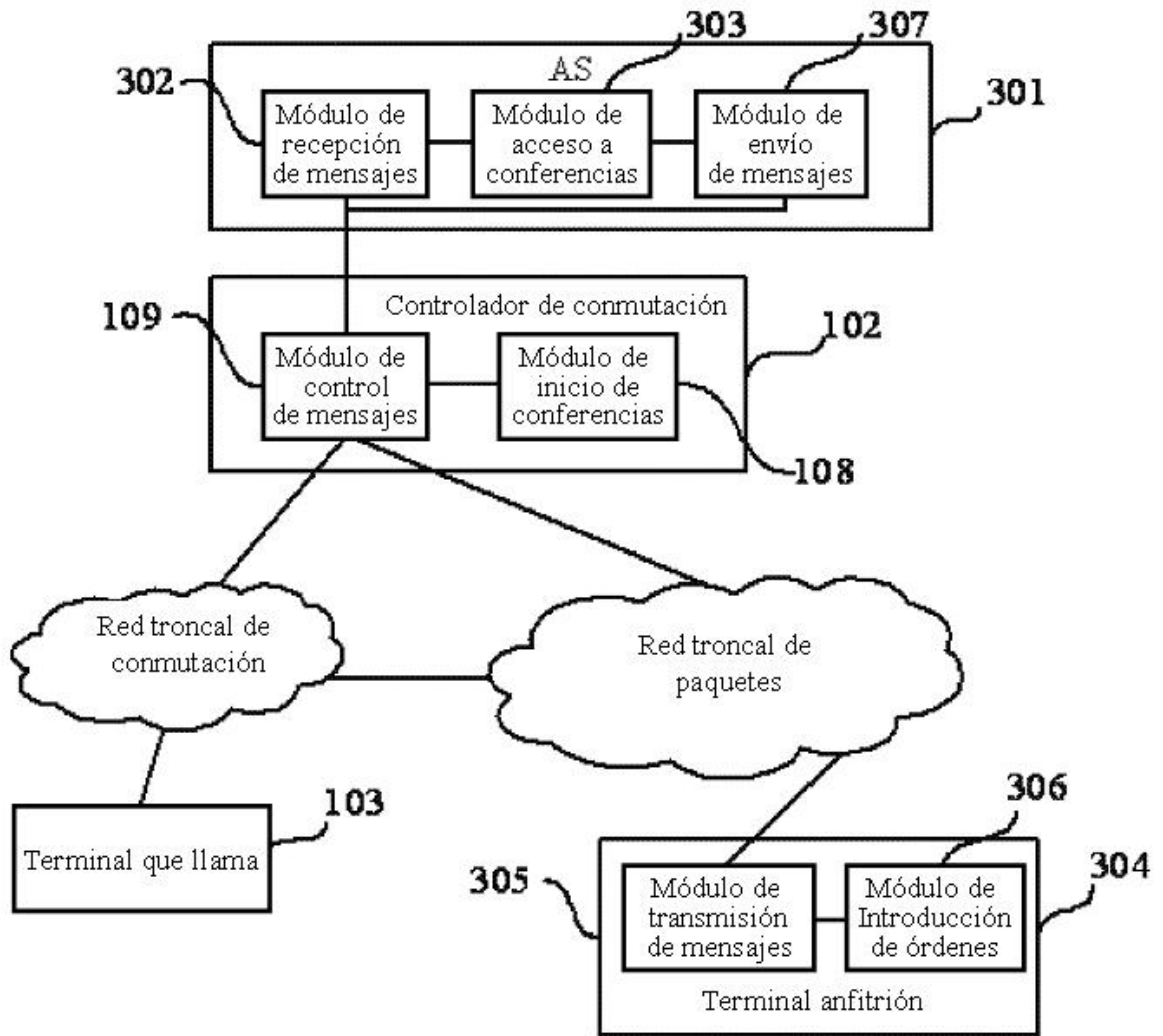 303
307
302
AS
301
Módulo de
recepción
de mensajes
Módulo de
acceso a
conferencias
Módulo de
envío
de mensajes
109
Controlador de conmutación
102
Módulo de
control
de mensajes
Módulo de
inicio de
conferencias
108
Red troncal de
conmutación
Red troncal de
paquetes
103
Terminal que llama
306
305
304
Módulo de
transmisión
de mensajes
Módulo de
Introducción
de órdenes
Terminal anfitrión